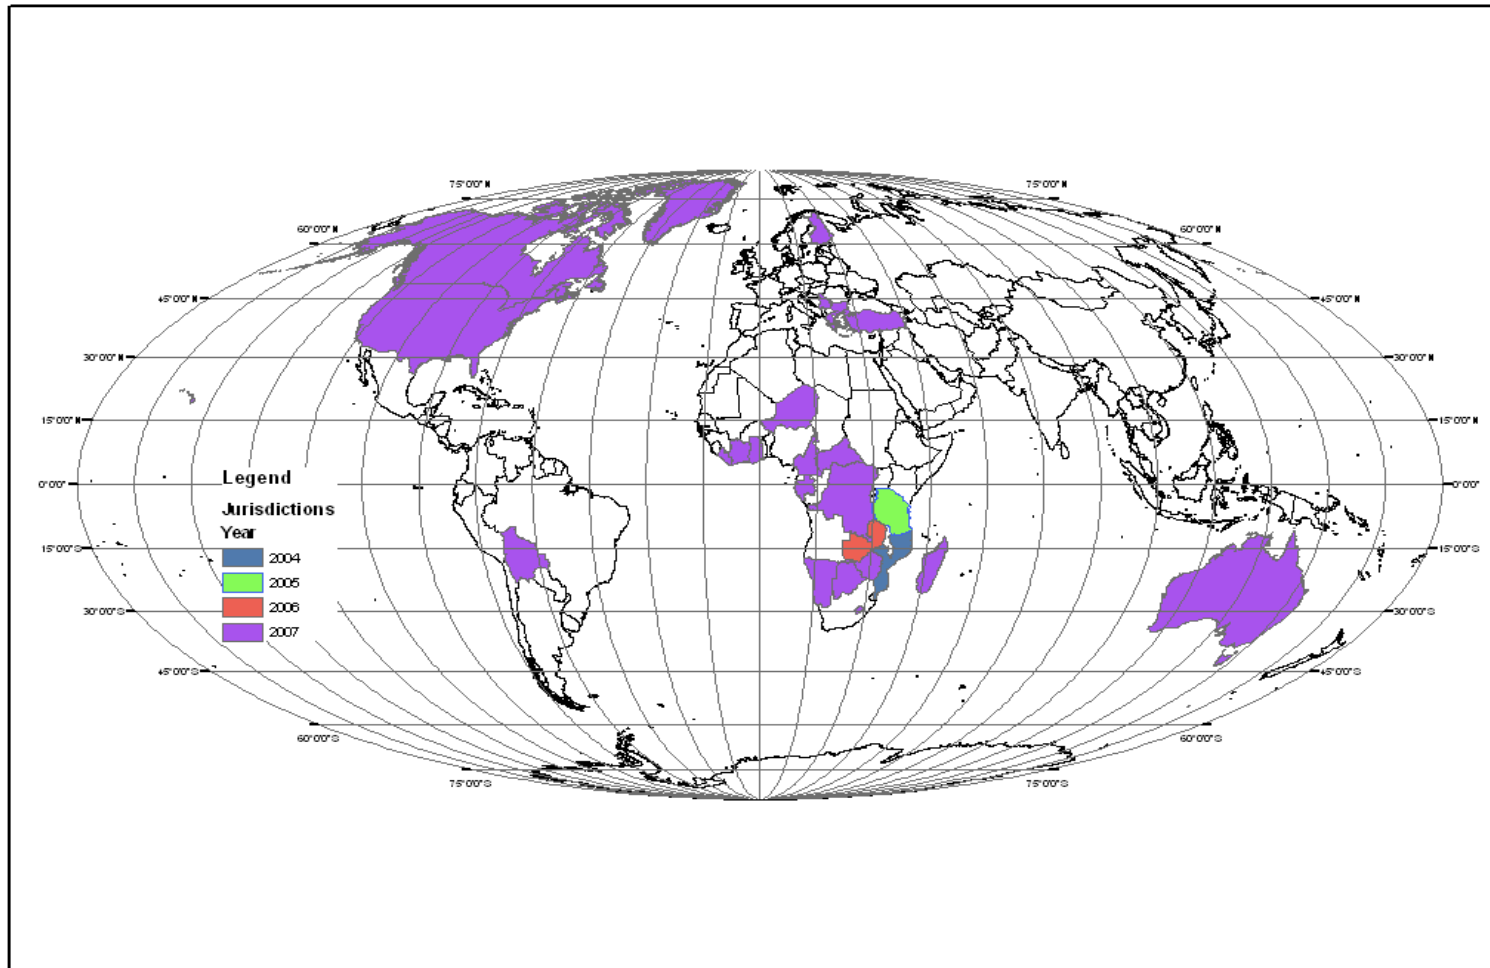 75°0'0"N 75°0'0"N
60°0'0"N 60°0'0"N
45°0'0"N 45°0'0"N
30°0'0"N 30°0'0"N
15°0'0"N 15°0'0"N
Legend
0°0'0" 0°0'0"
Jurisdictions
Year
15°0'0"S 15°0'0"S
2004
2005
2006
30°0'0"S 30°0'0"S
2007
45°0'0"S 45°0'0"S
60°0'0"S 60°0'0"S
75°0'0"S 75°0'0"S